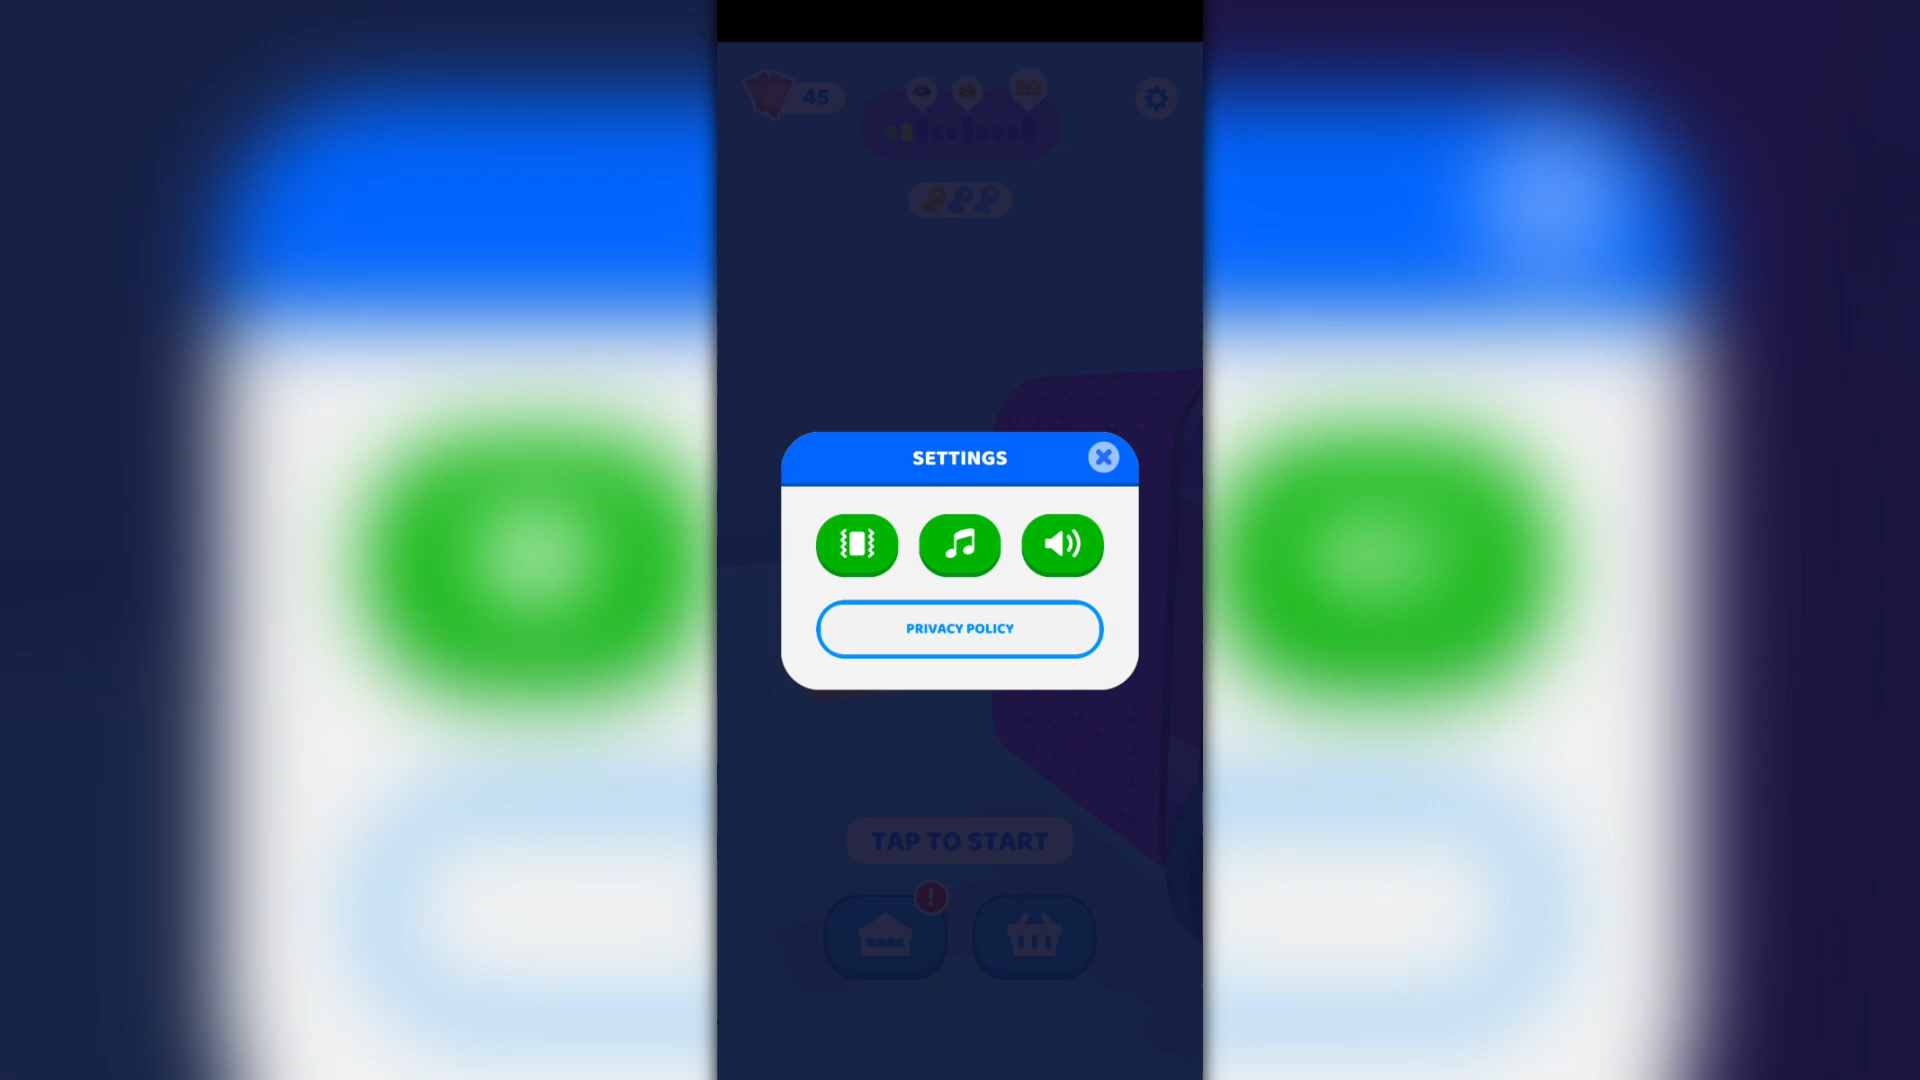 45
SETTINGS
PRIVACY POLICY
TAP TO START
!